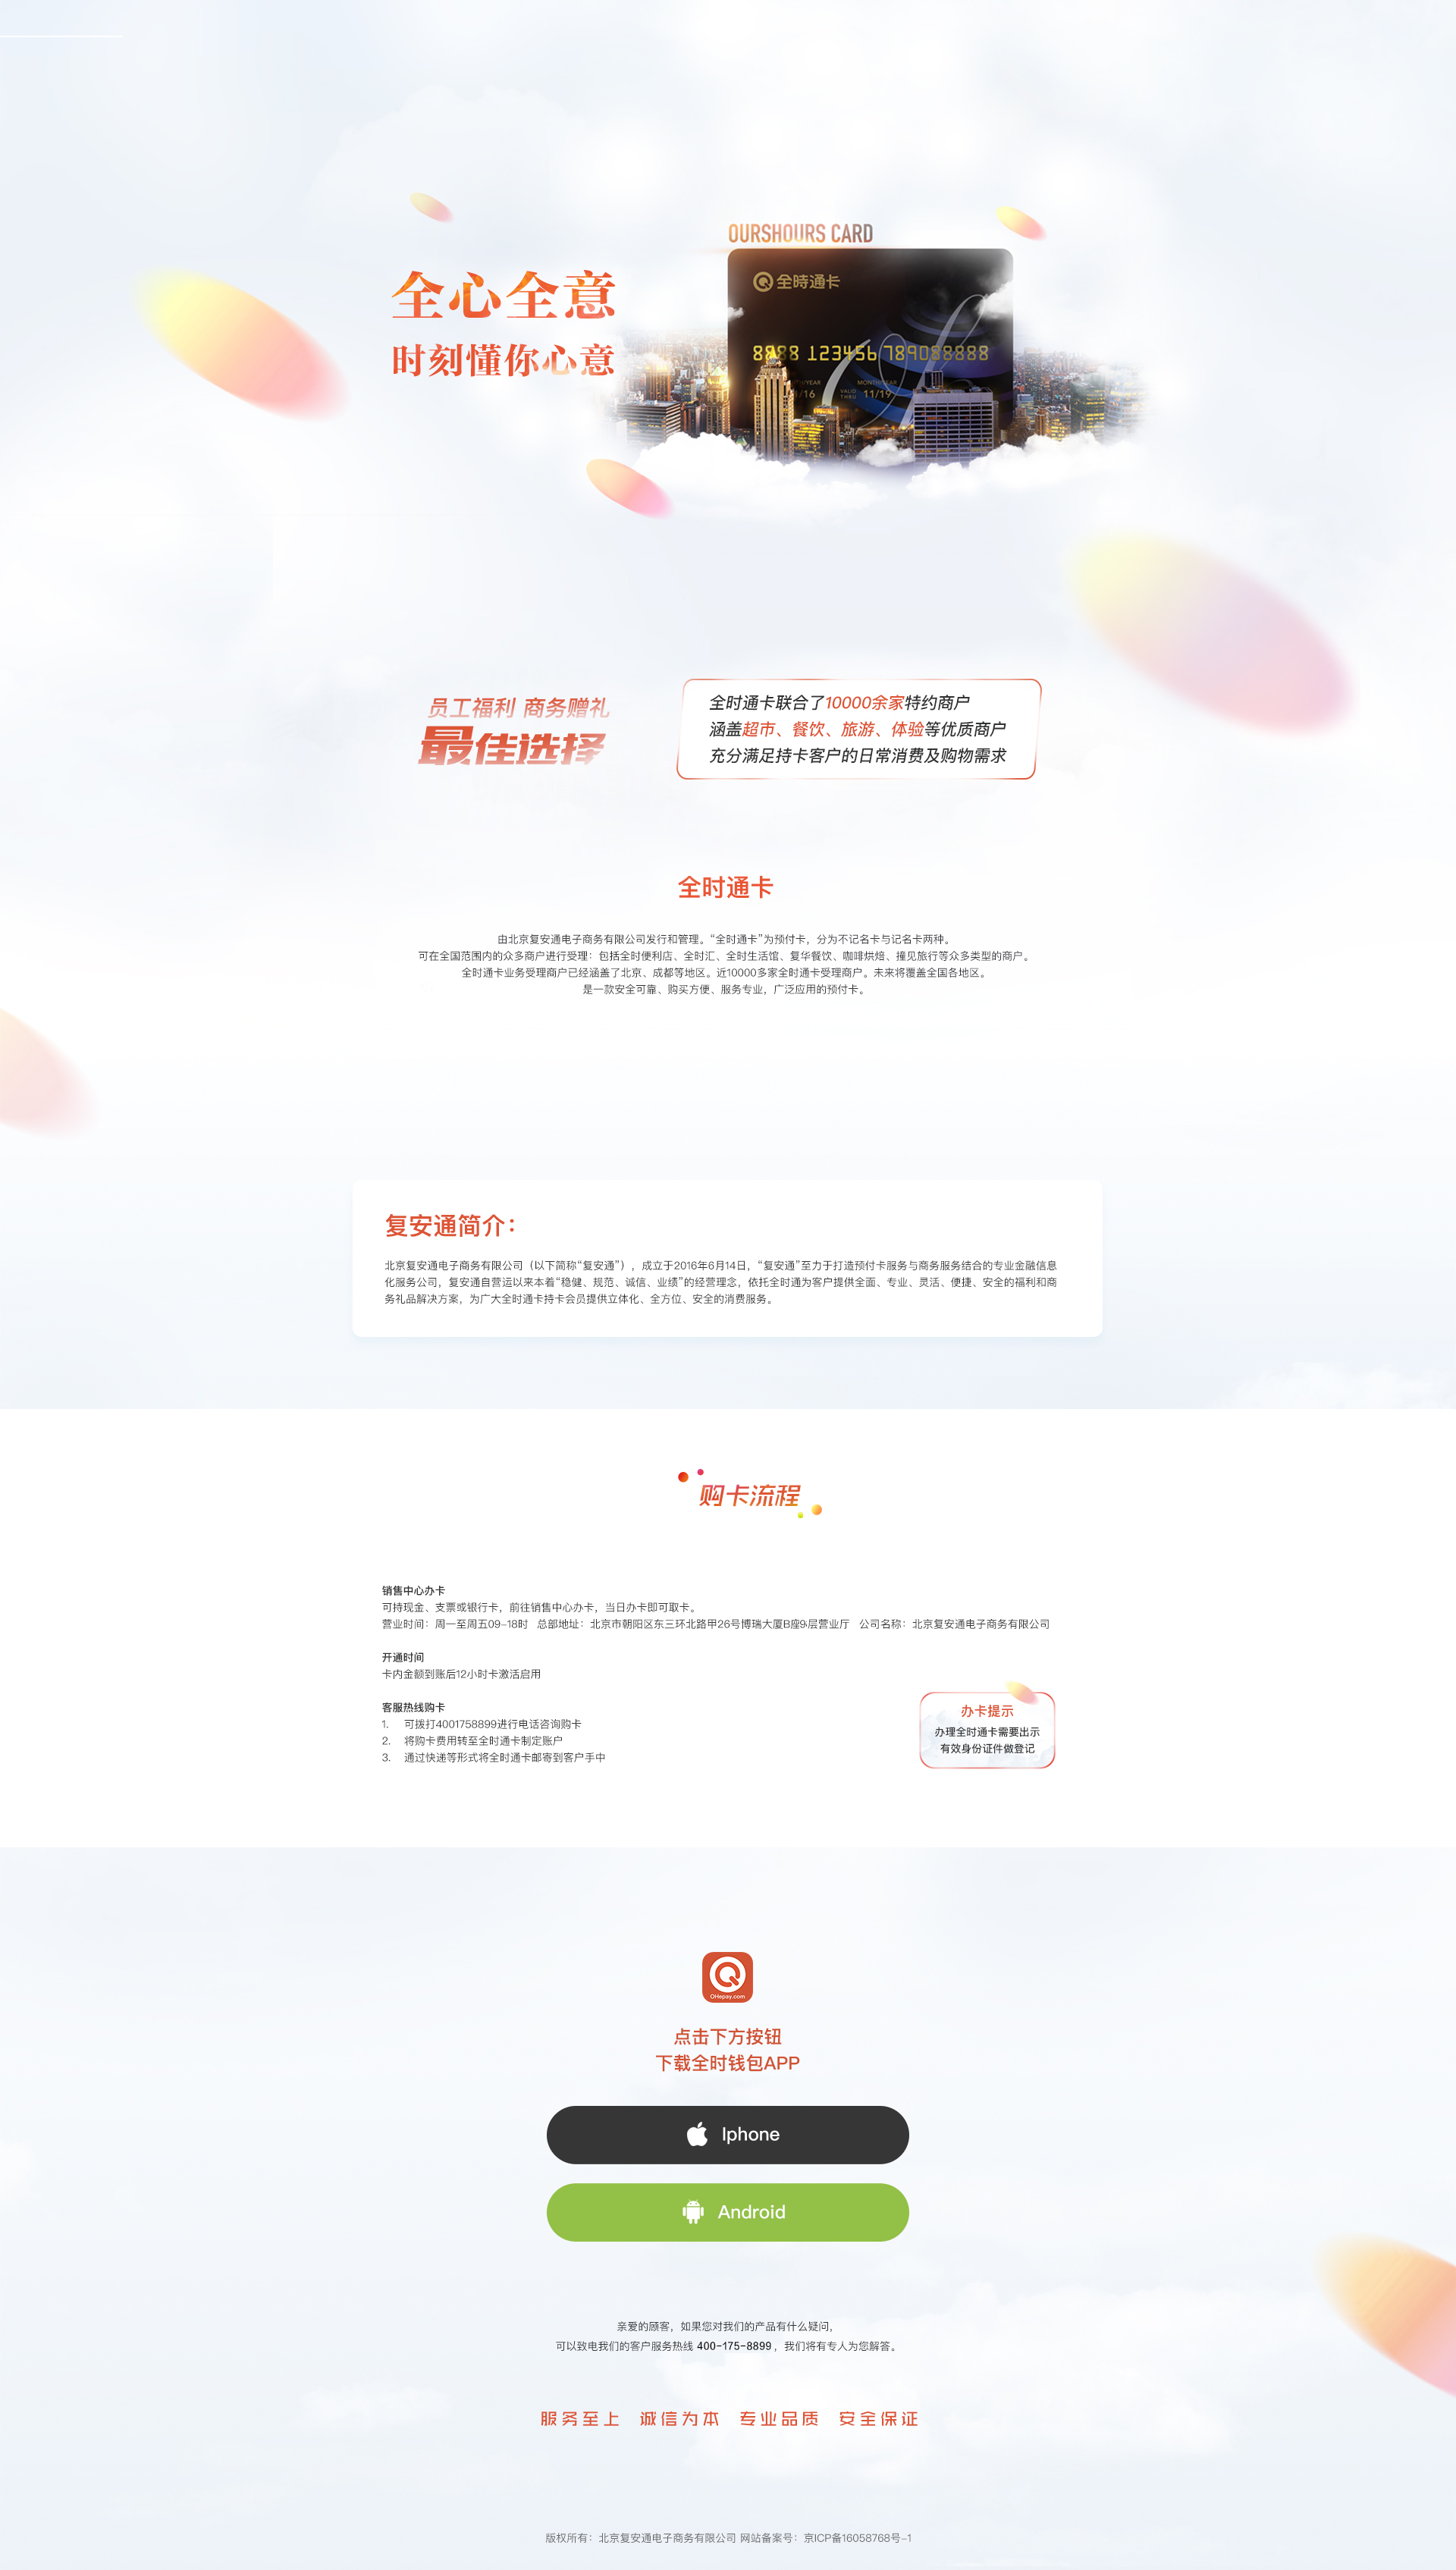 OURSHOURS CARD
全時通卡
全心全意
时刻懂你心意
8888 123456 789088888
MONTH/YEAR
VALID
THRU
11/19
员工福利 商务赠礼
最佳选择
全时通卡联合了10000余家特约商户
涵盖超市、餐饮、旅游、体验等优质商户
充分满足持卡客户的日常消费及购物需求
全时通卡
由北京复安通电子商务有限公司发行和管理。“全时通卡”为预付卡，分为不记名卡与记名卡两种。
可在全国范围内的众多商户进行受理：包括全时便利店、全时汇、全时生活馆、复华餐饮、咖啡烘焙、撞见旅行等众多类型的商户。
全时通卡业务受理商户已经涵盖了北京、成都等地区。近10000多家全时通卡受理商户。未来将覆盖全国各地区。
是一款安全可靠、购买方便、服务专业，广泛应用的预付卡。
复安通简介：
北京复安通电子商务有限公司（以下简称“复安通”），成立于2016年6月14日，“复安通”至力于打造预付卡服务与商务服务结合的专业金融信息
化服务公司，复安通自营运以来本着“稳健、规范、诚信、业绩”的经营理念，依托全时通为客户提供全面、专业、灵活、便捷、安全的福利和商
务礼品解决方案，为广大全时通卡持卡会员提供立体化、全方位、安全的消费服务。
购卡流程
销售中心办卡
可持现金、支票或银行卡，前往销售中心办卡，当日办卡即可取卡。
营业时间：周一至周五09-18时 总部地址：北京市朝阳区东三环北路甲26号博瑞大厦B座9层营业厅 公司名称：北京复安通电子商务有限公司
开通时间
卡内金额到账后12小时卡激活启用
客服热线购卡
1. 可拨打4001758899进行电话咨询购卡
2. 将购卡费用转至全时通卡制定账户
3. 通过快递等形式将全时通卡邮寄到客户手中
办卡提示
办理全时通卡需要出示
有效身份证件做登记
OHepay.com
点击下方按钮
下载全时钱包APP
Iphone
Android
亲爱的顾客，如果您对我们的产品有什么疑问，
可以致电我们的客户服务热线 400-175-8899 ，我们将有专人为您解答。
服务至上 诚信为本 专业品质 安全保证
版权所有：北京复安通电子商务有限公司 网站备案号：京ICP备16058768号-1